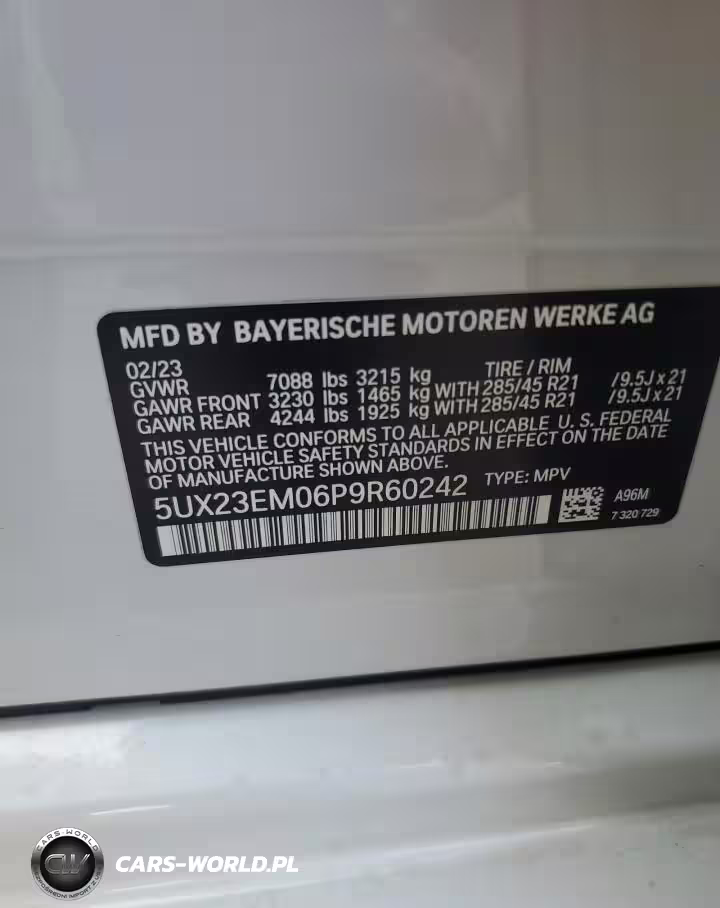 MFD BY BAYERISCHE MOTOREN WERKE AG
02/23 TIRE / RIM
GVWR 7088 lbs 3215 kg
GAWR FRONT 3230 lbs 1465 kg WITH 285/45 R21 /9.5J x 21
GAWR REAR 4244 lbs 1925 kg WITH 285/45 R21 /9.5J x 21
THIS VEHICLE CONFORMS TO ALL APPLICABLE U. S. FEDERAL
MOTOR VEHICLE SAFETY STANDARDS IN EFFECT ON THE DATE
OF MANUFACTURE SHOWN ABOVE.
5UX23EM06P9R60242 TYPE: MPV
A96M
7 320 729
CARS-WORLD
CW
CARS-WORLD.PL